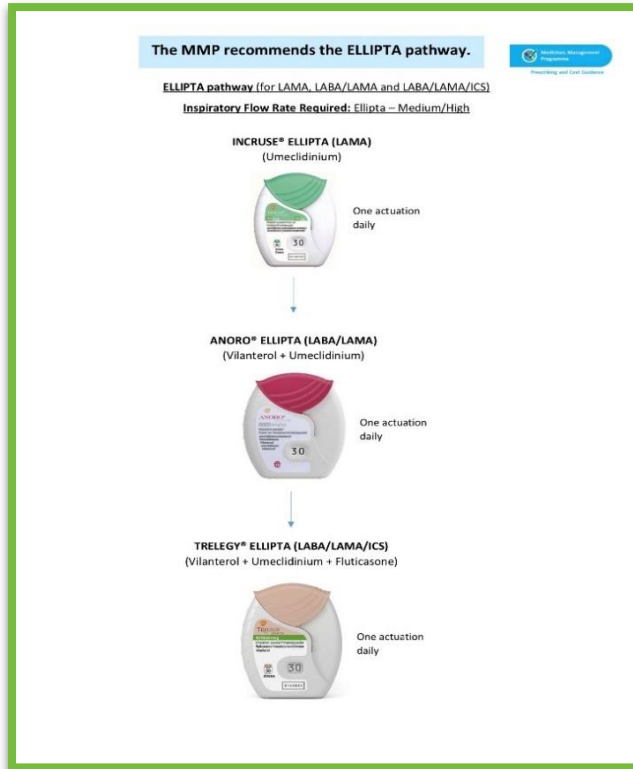 The MMP recommends the ELLIPTA pathway.
Medicines Management
Programme
Prescribing and Cost Guidance
ELLIPTA pathway (for LAMA, LABA/LAMA and LABA/LAMA/ICS)
Inspiratory Flow Rate Required: Ellipta – Medium/High
INCRUSE® ELLIPTA (LAMA)
(Umeclidinium)
One actuation
daily
30
ANORO® ELLIPTA (LABA/LAMA)
(Vilanterol + Umeclidinium)
ANORO®
One actuation
daily
30
TRELEGY® ELLIPTA (LABA/LAMA/ICS)
(Vilanterol + Umeclidinium + Fluticasone)
One actuation
daily
30